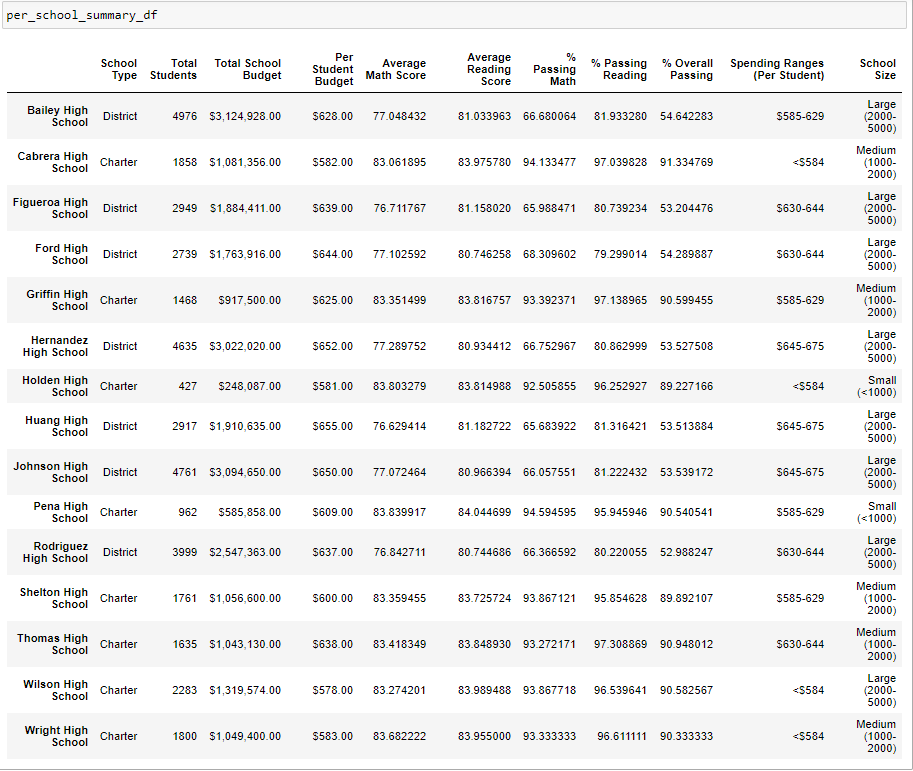 per_school_summary_df
School Type Total Students Total School Budget Per Student Budget Average Math Score Average Reading Score % Passing Math % Passing Reading % Overall Passing Spending Ranges (Per Student) School Size
Bailey High School District 4976 $3,124,928.00 $628.00 77.048432 81.033963 66.680064 81.933280 54.642283 $585-629 Large (2000-5000)
Cabrera High School Charter 1858 $1,081,356.00 $582.00 83.061895 83.975780 94.133477 97.039828 91.334769 <$584 Medium (1000-2000)
Figueroa High School District 2949 $1,884,411.00 $639.00 76.711767 81.158020 65.988471 80.739234 53.204476 $630-644 Large (2000-5000)
Ford High School District 2739 $1,763,916.00 $644.00 77.102592 80.746258 68.309602 79.299014 54.289887 $630-644 Large (2000-5000)
Griffin High School Charter 1468 $917,500.00 $625.00 83.351499 83.816757 93.392371 97.138965 90.599455 $585-629 Medium (1000-2000)
Hernandez High School District 4635 $3,022,020.00 $652.00 77.289752 80.934412 66.752967 80.862999 53.527508 $645-675 Large (2000-5000)
Holden High School Charter 427 $248,087.00 $581.00 83.803279 83.814988 92.505855 96.252927 89.227166 <$584 Small (<1000)
Huang High School District 2917 $1,910,635.00 $655.00 76.629414 81.182722 65.683922 81.316421 53.513884 $645-675 Large (2000-5000)
Johnson High School District 4761 $3,094,650.00 $650.00 77.072464 80.966394 66.057551 81.222432 53.539172 $645-675 Large (2000-5000)
Pena High School Charter 962 $585,858.00 $609.00 83.839917 84.044699 94.594595 95.945946 90.540541 $585-629 Small (<1000)
Rodriguez High School District 3999 $2,547,363.00 $637.00 76.842711 80.744686 66.366592 80.220055 52.988247 $630-644 Large (2000-5000)
Shelton High School Charter 1761 $1,056,600.00 $600.00 83.359455 83.725724 93.867121 95.854628 89.892107 $585-629 Medium (1000-2000)
Thomas High School Charter 1635 $1,043,130.00 $638.00 83.418349 83.848930 93.272171 97.308869 90.948012 $630-644 Medium (1000-2000)
Wilson High School Charter 2283 $1,319,574.00 $578.00 83.274201 83.989488 93.867718 96.539641 90.582567 <$584 Large (2000-5000)
Wright High School Charter 1800 $1,049,400.00 $583.00 83.682222 83.955000 93.333333 96.611111 90.333333 <$584 Medium (1000-2000)